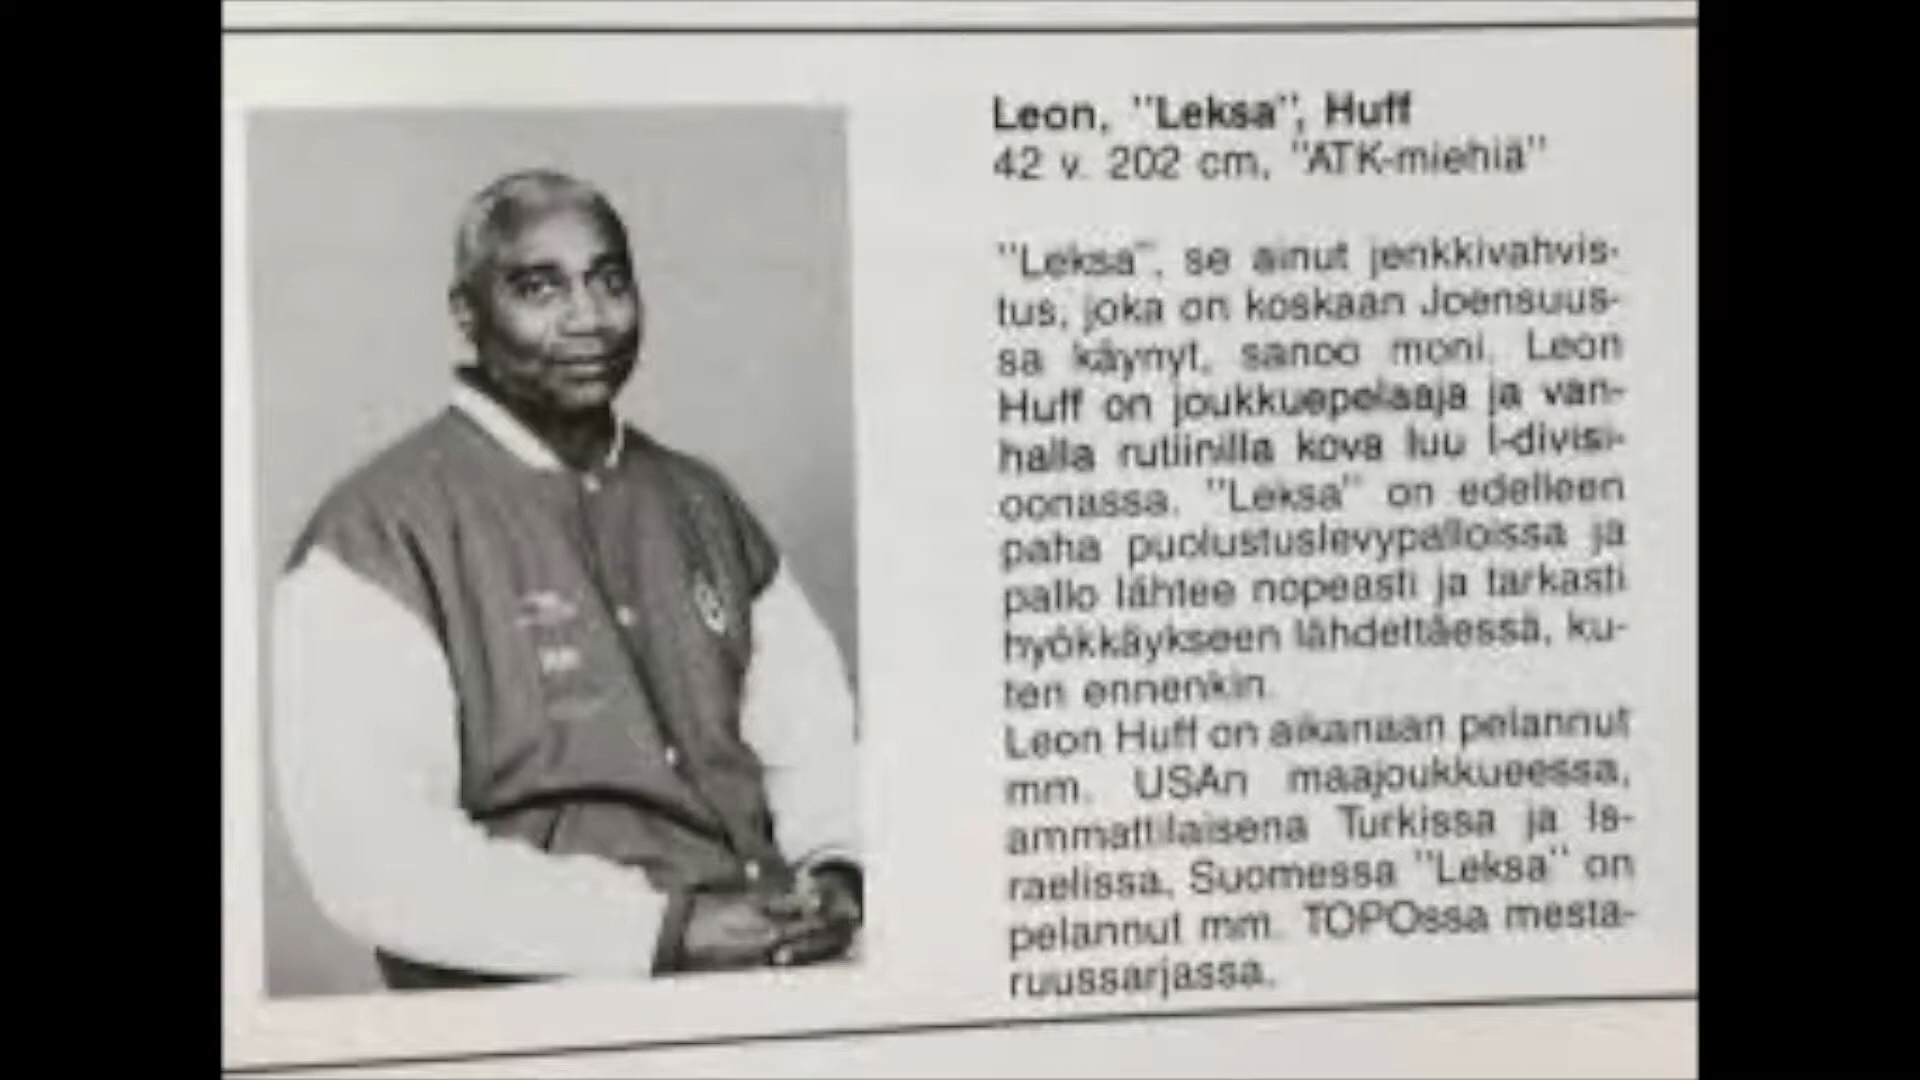 Leon, "Leksa", Huff
42 v. 202 cm, "ATK-miehiä"
"Leksa", se ainut jenkkivahvis-
tus, joka on koskaan Joensuus-
sa käynyt, sanoo moni. Leon
Huff on joukkuepelaaja ja van-
halla rutiinilla kova luu I-divisi-
oonassa. "Leksa" on edelleen
paha puolustuslevypalloissa ja
pallo lähtee nopeasti ja tarkasti
hyökkäykseen lähdettäessä, ku-
ten ennenkin.
Leon Huff on aikanaan pelannut
mm. USAn maajoukkueessa,
ammattilaisena Turkissa ja Is-
raelissa, Suomessa "Leksa" on
pelannut mm. TOPOssa mesta-
ruussarjassa.